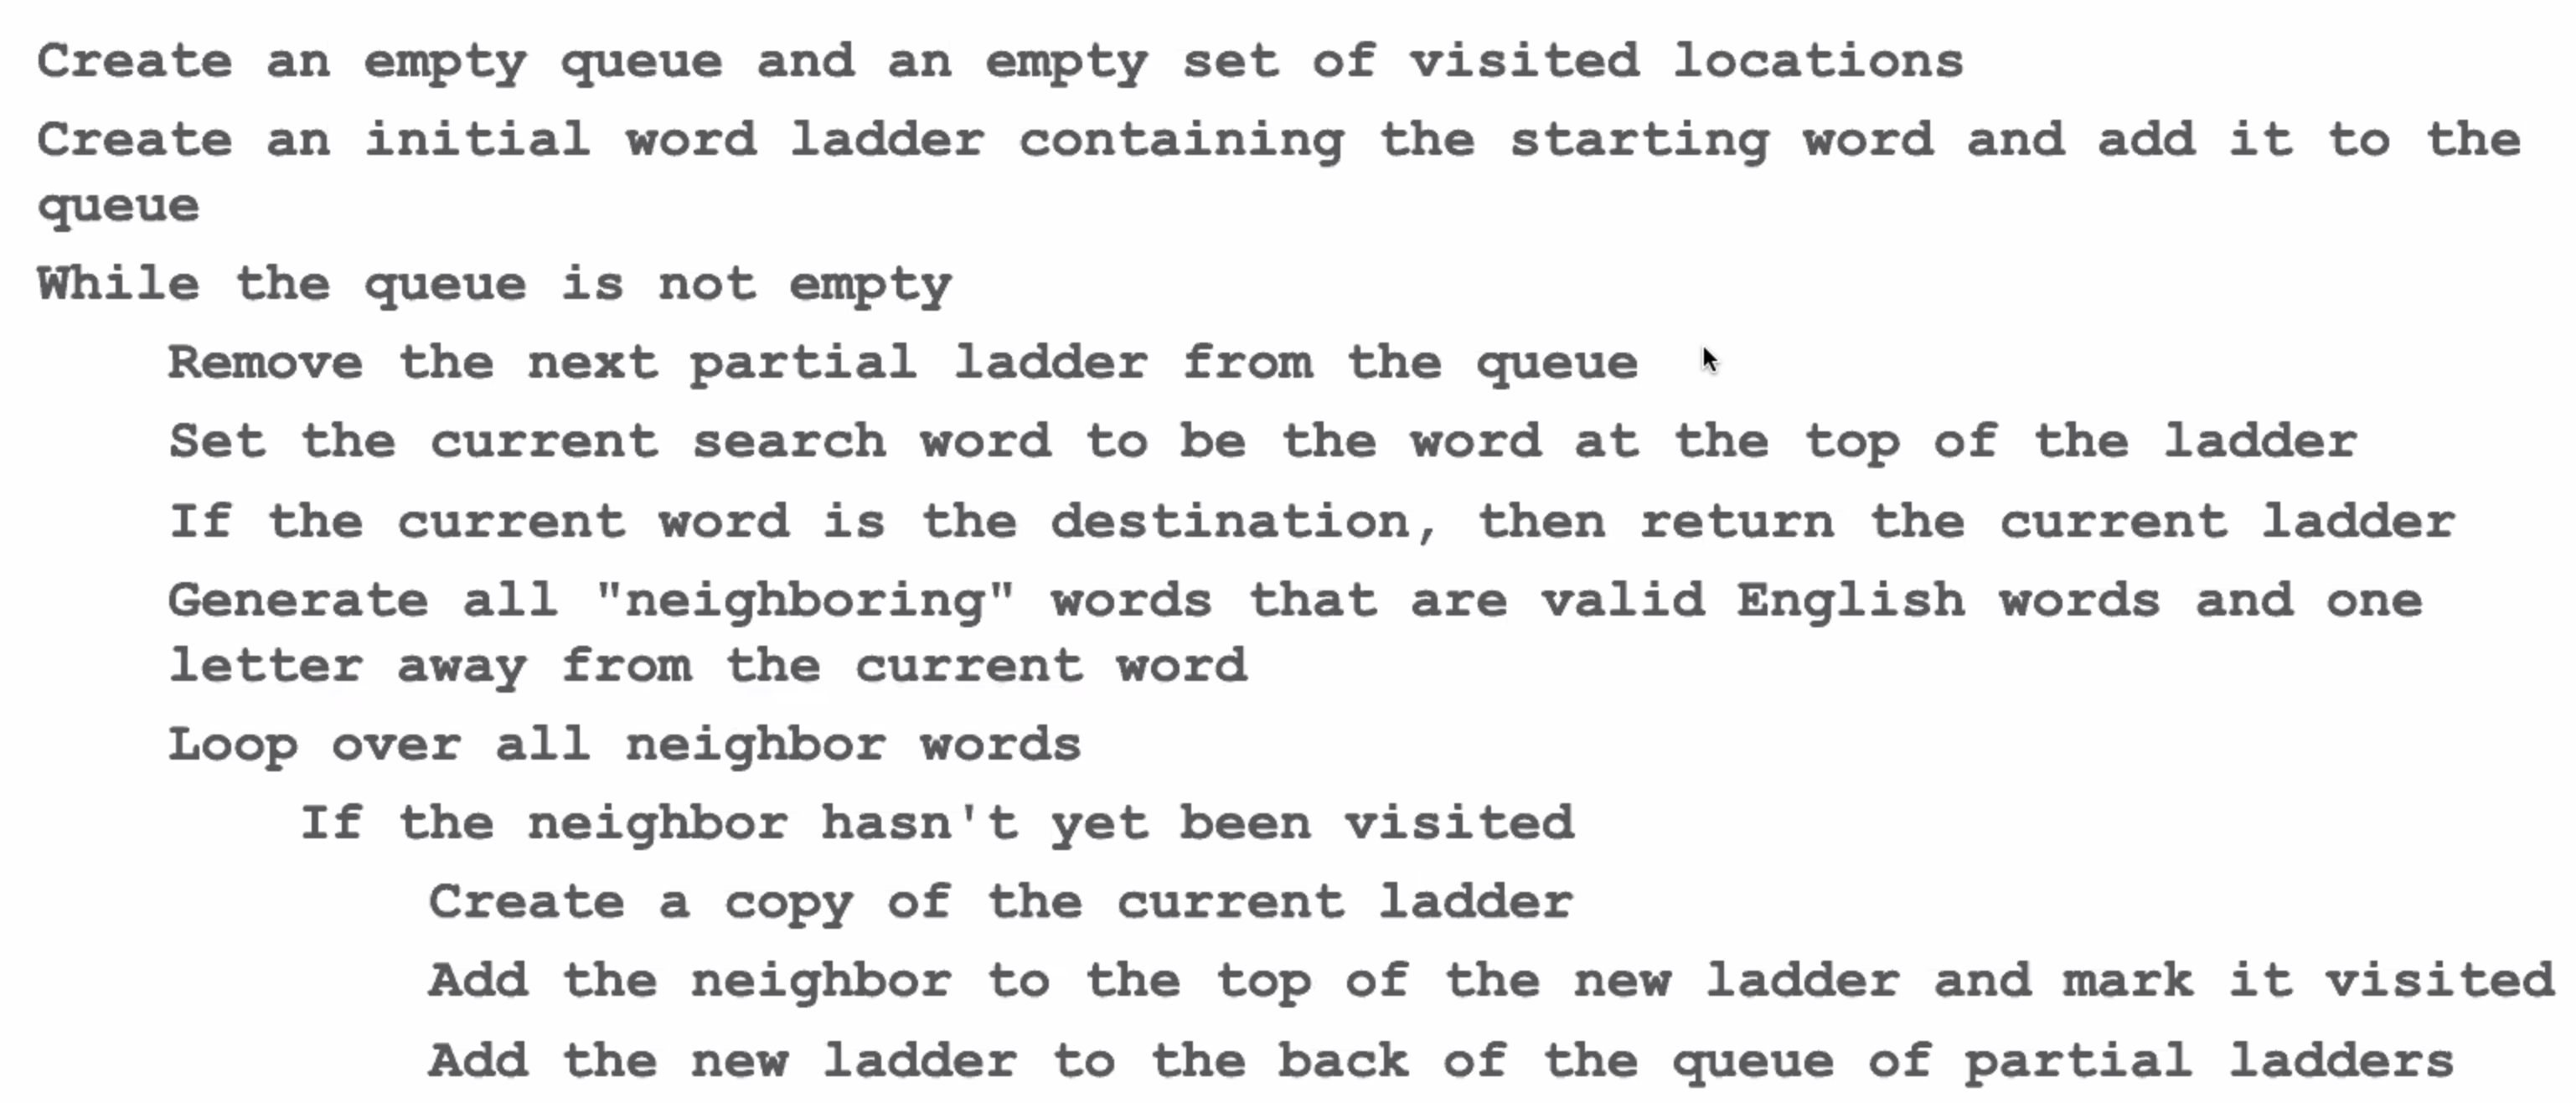 Create an empty queue and an empty set of visited locations
Create an initial word ladder containing the starting word and add it to the
queue
While the queue is not empty
Remove the next partial ladder from the queue
Set the current search word to be the word at the top of the ladder
If the current word is the destination, then return the current ladder
Generate all "neighboring" words that are valid English words and one
letter away from the current word
Loop over all neighbor words
If the neighbor hasn't yet been visited
Create a copy of the current ladder
Add the neighbor to the top of the new ladder and mark it visited
Add the new ladder to the back of the queue of partial ladders